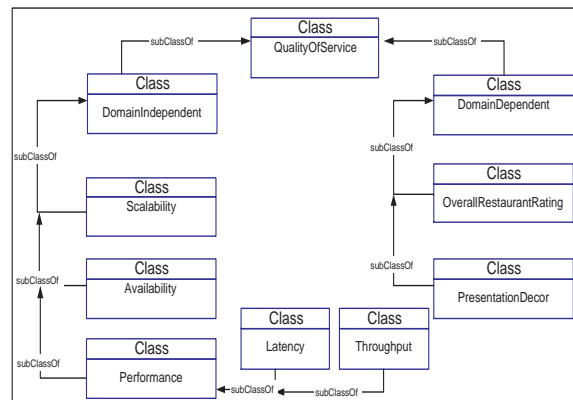 Class
QualityOfService
subClassOf
subClassOf
Class
DomainIndependent
Class
DomainDependent
subClassOf
subClassOf
Class
Scalability
Class
OverallRestaurantRating
subClassOf
subClassOf
Class
Availability
Class
PresentationDecor
Class
Latency
Class
Throughput
Class
Performance
subClassOf
subClassOf
subClassOf